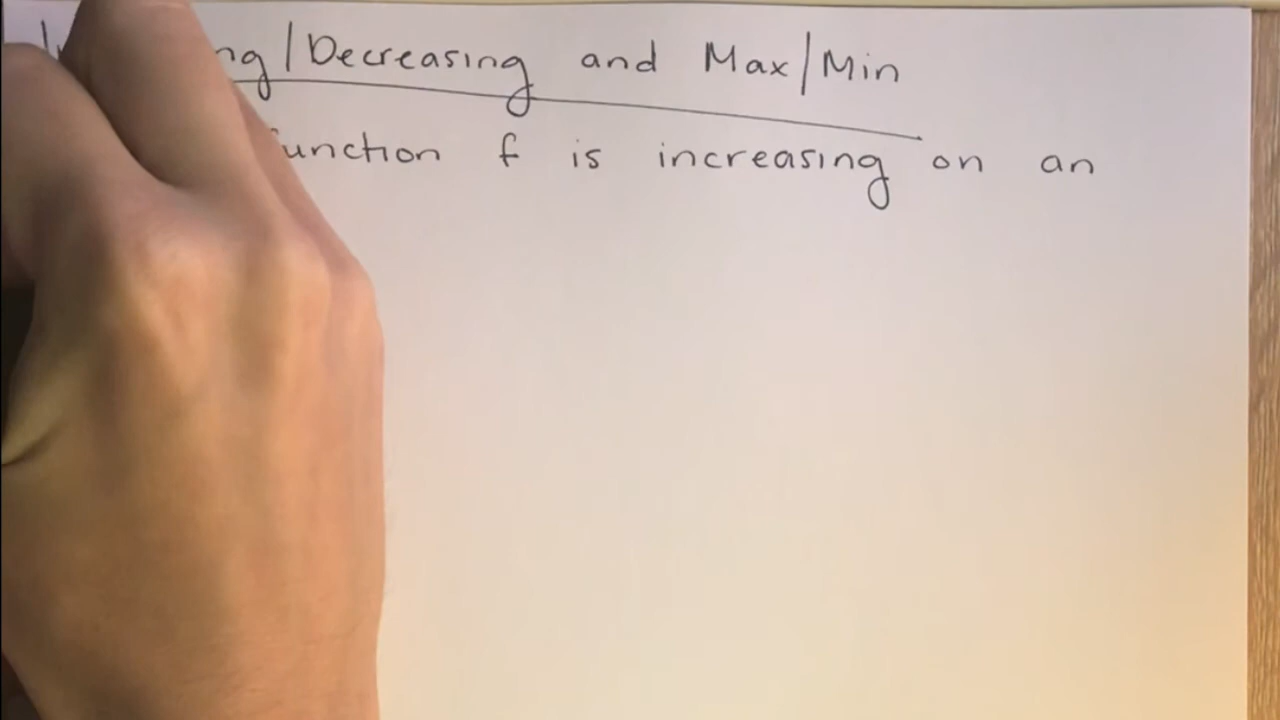 /Decreasing and Max/Min
f is increasing on an